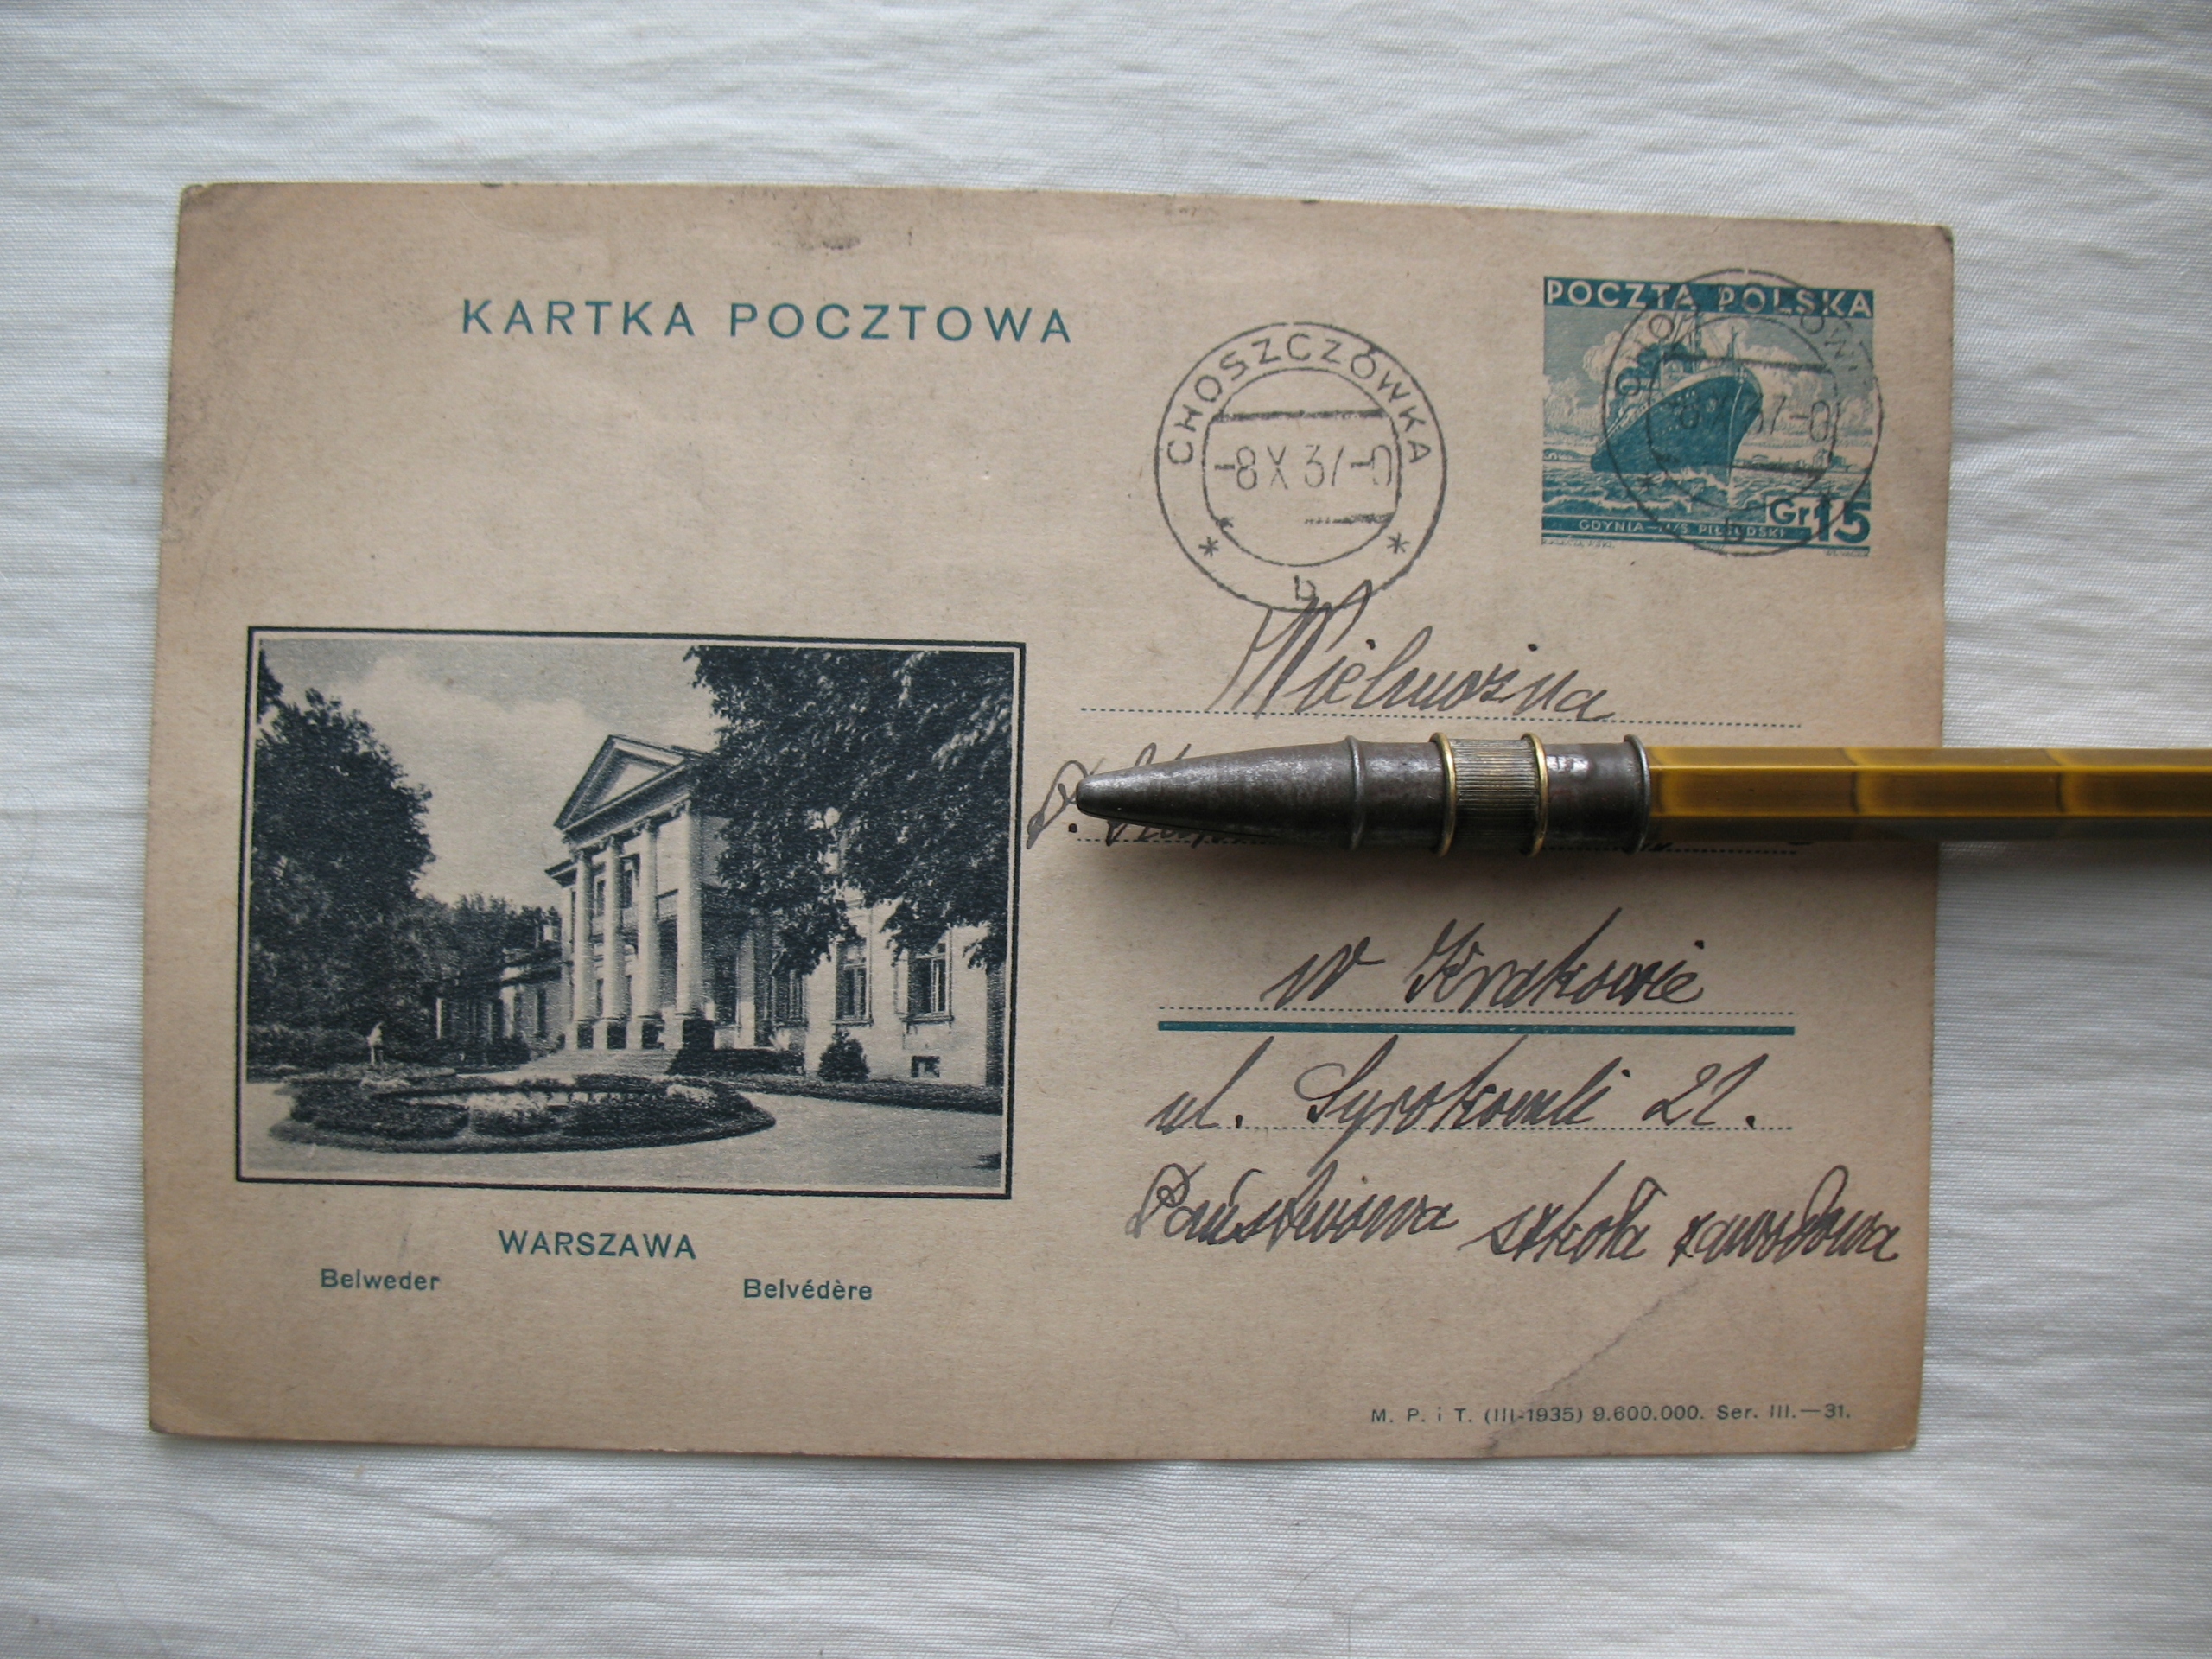 KARTKA POCZTOWA
CHOSZCZÓWKA
-8 X 37-0
b
POCZTA POLSKA
Gr. 15
GDYNIA—M/S PIŁSUDSKI
Wielmożna
P.
w Krakowie
ul. Syrokomli 21.
Państwowa szkoła zawodowa
WARSZAWA
Belweder Belvédère
M. P. i T. (III-1935) 9.600.000. Ser. III.—31.